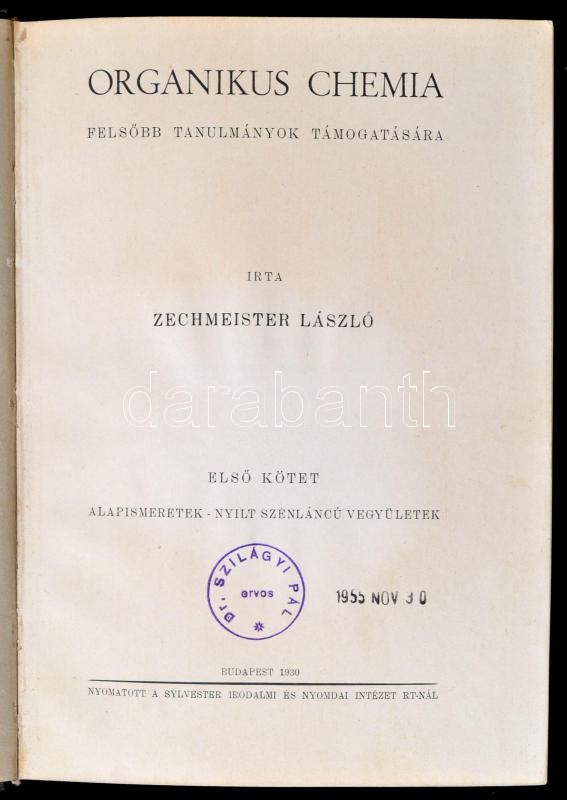 ORGANIKUS CHEMIA
FELSŐBB TANULMÁNYOK TÁMOGATÁSÁRA
IRTA
ZECHMEISTER LÁSZLÓ
darabanth
ELSŐ KÖTET
ALAPISMERETEK - NYILT SZÉNLÁNCÚ VEGYÜLETEK
Dr. SZILÁGYI PÁL
orvos
1955 NOV 30
BUDAPEST 1930
NYOMATOTT A SYLVESTER IRODALMI ÉS NYOMDAI INTÉZET RT-NÁL